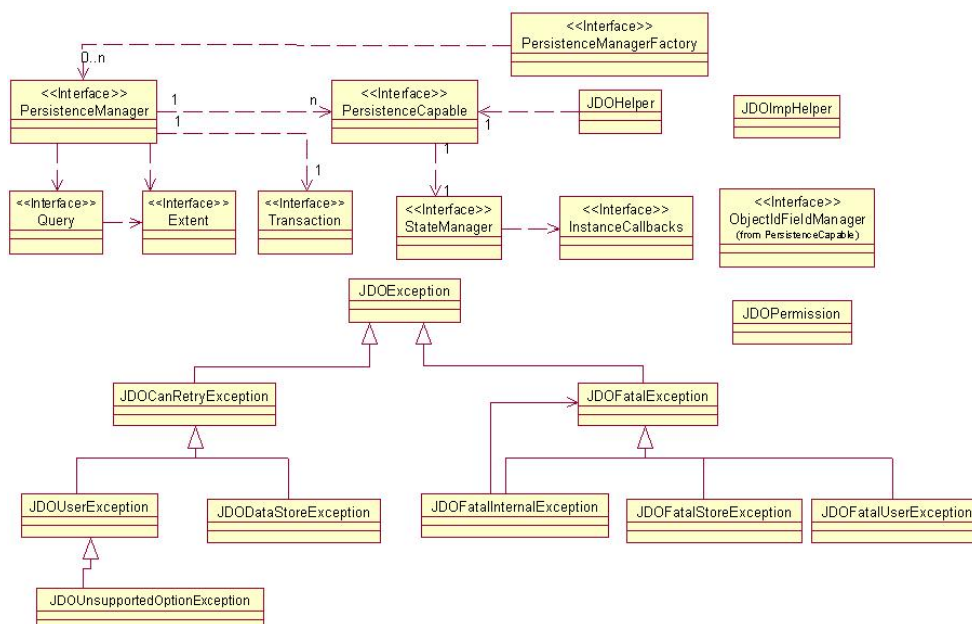 <<Interface>>
PersistenceManagerFactory
0..n
<<Interface>>
PersistenceManager
1
n
1
<<Interface>>
PersistenceCapable
1
JDOHelper
JDOImpHelper
1
1
1
<<Interface>>
Query
<<Interface>>
Extent
<<Interface>>
Transaction
<<Interface>>
StateManager
<<Interface>>
InstanceCallbacks
<<Interface>>
ObjectIdFieldManager
(from PersistenceCapable)
JDOException
JDOPermission
JDOCanRetryException
JDOFatalException
JDOUserException
JDODataStoreException
JDOFatalInternalException
JDOFatalStoreException
JDOFatalUserException
JDOUnsupportedOptionException